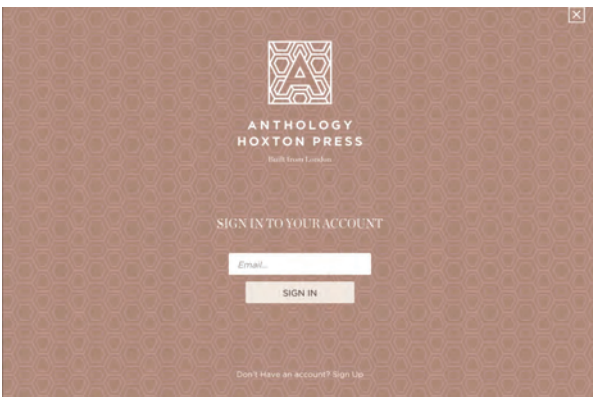 A
ANTHOLOGY
HOXTON PRESS
Built from London
SIGN IN TO YOUR ACCOUNT
Email...
SIGN IN
Don't Have an account? Sign Up